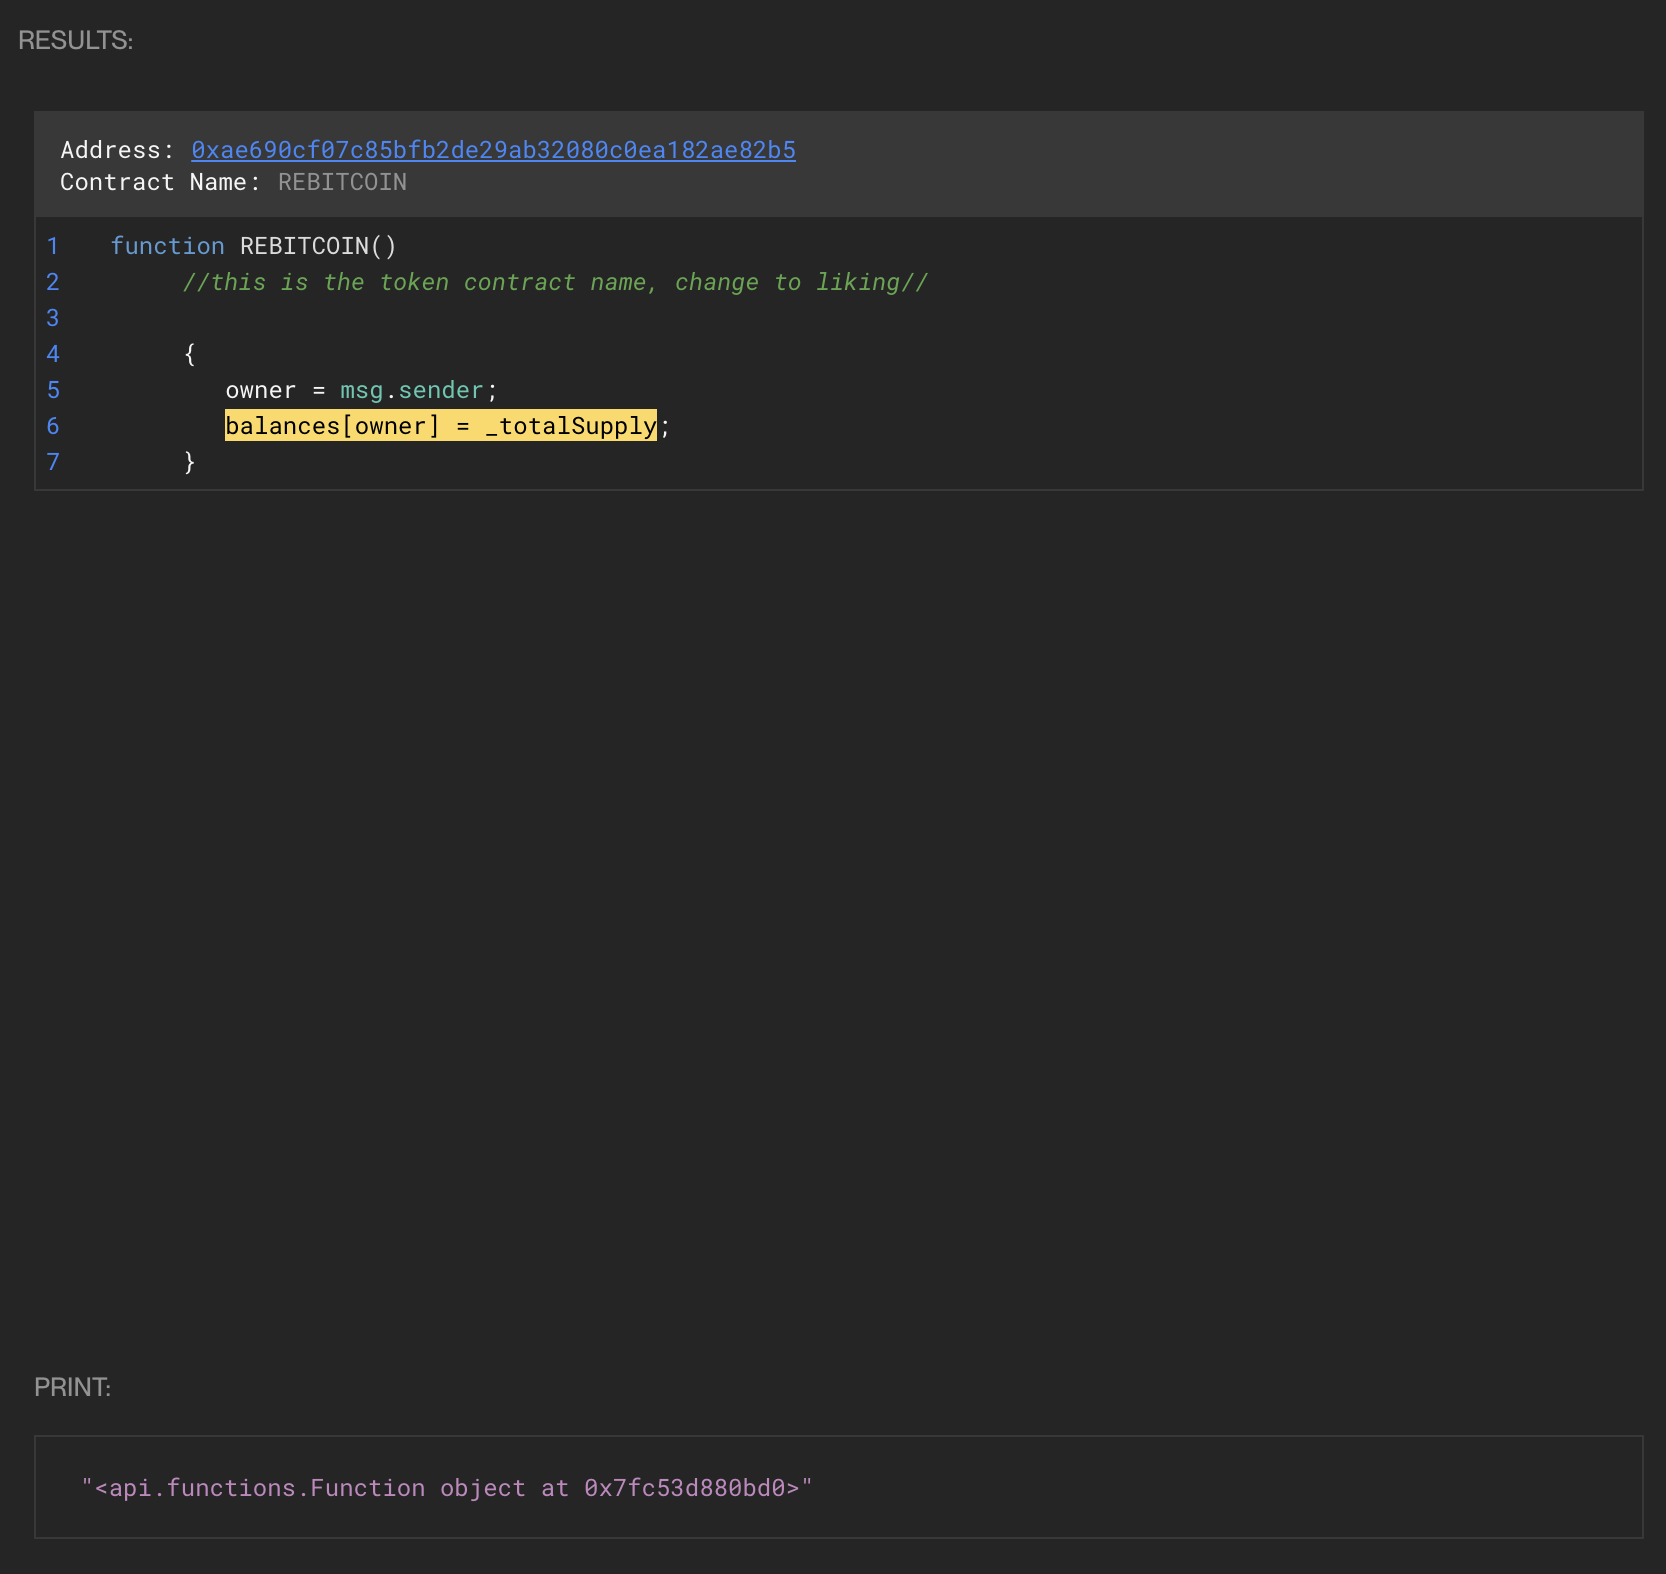 RESULTS:
Address: 0xae690cf07c85bfb2de29ab32080c0ea182ae82b5
Contract Name: REBITCOIN
1 function REBITCOIN()
2 //this is the token contract name, change to liking//
3
4 {
5 owner = msg.sender;
6 balances[owner] = _totalSupply;
7 }
PRINT:
"<api.functions.Function object at 0x7fc53d880bd0>"